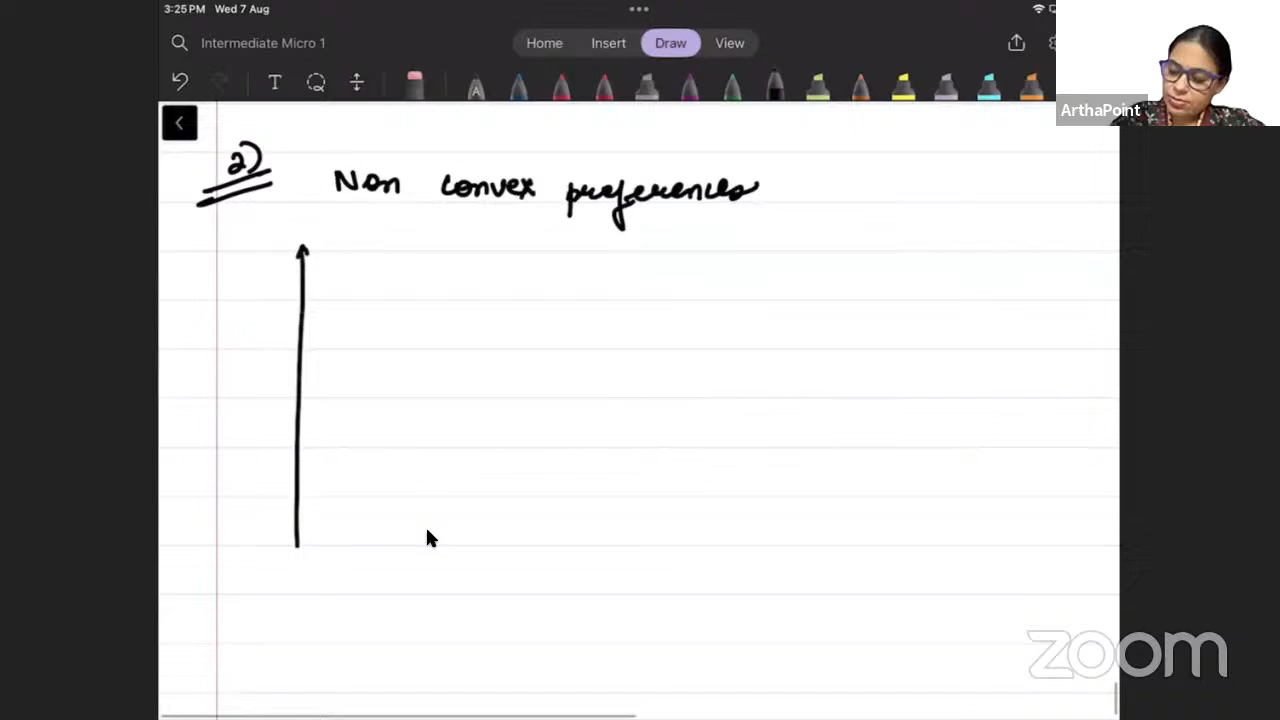 3:25 PM Wed 7 Aug
Intermediate Micro 1
Home Insert Draw View
T
A
ArthaPoint
2) Non convex preferences
zoom